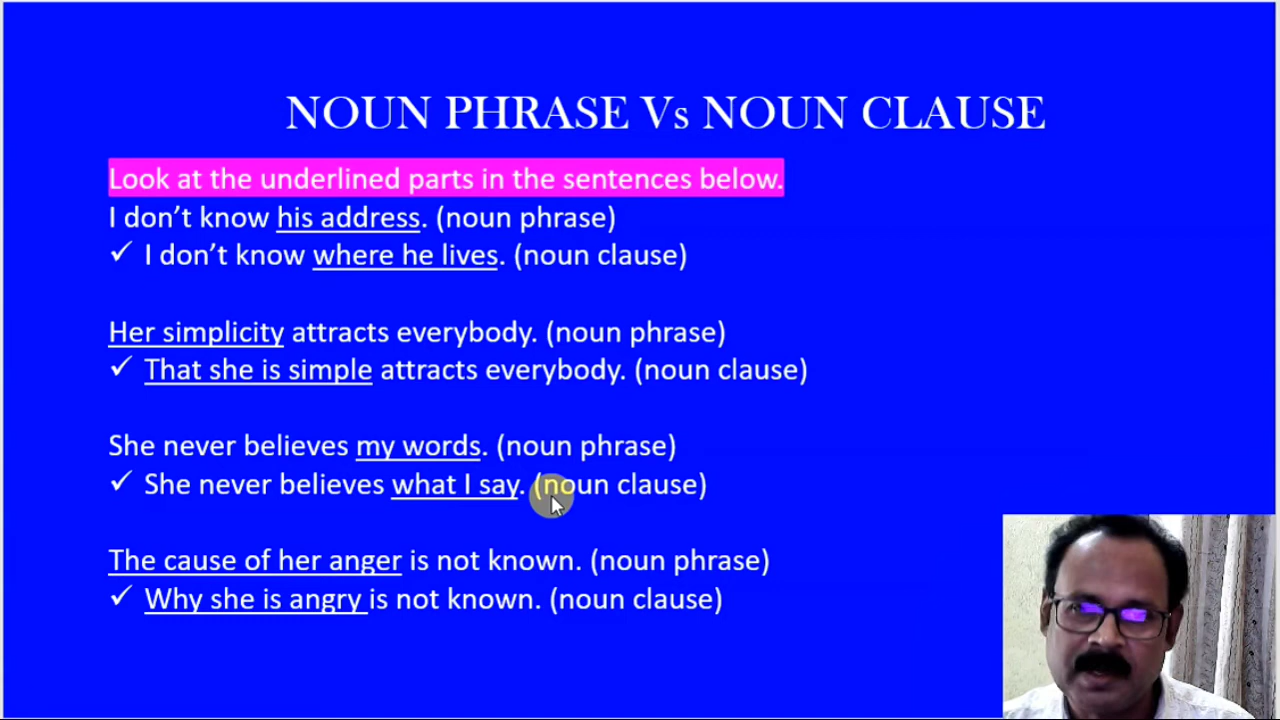 NOUN PHRASE Vs NOUN CLAUSE
Look at the underlined parts in the sentences below.
I don’t know his address. (noun phrase)
✓ I don’t know where he lives. (noun clause)
Her simplicity attracts everybody. (noun phrase)
✓ That she is simple attracts everybody. (noun clause)
She never believes my words. (noun phrase)
✓ She never believes what I say. (noun clause)
The cause of her anger is not known. (noun phrase)
✓ Why she is angry is not known. (noun clause)